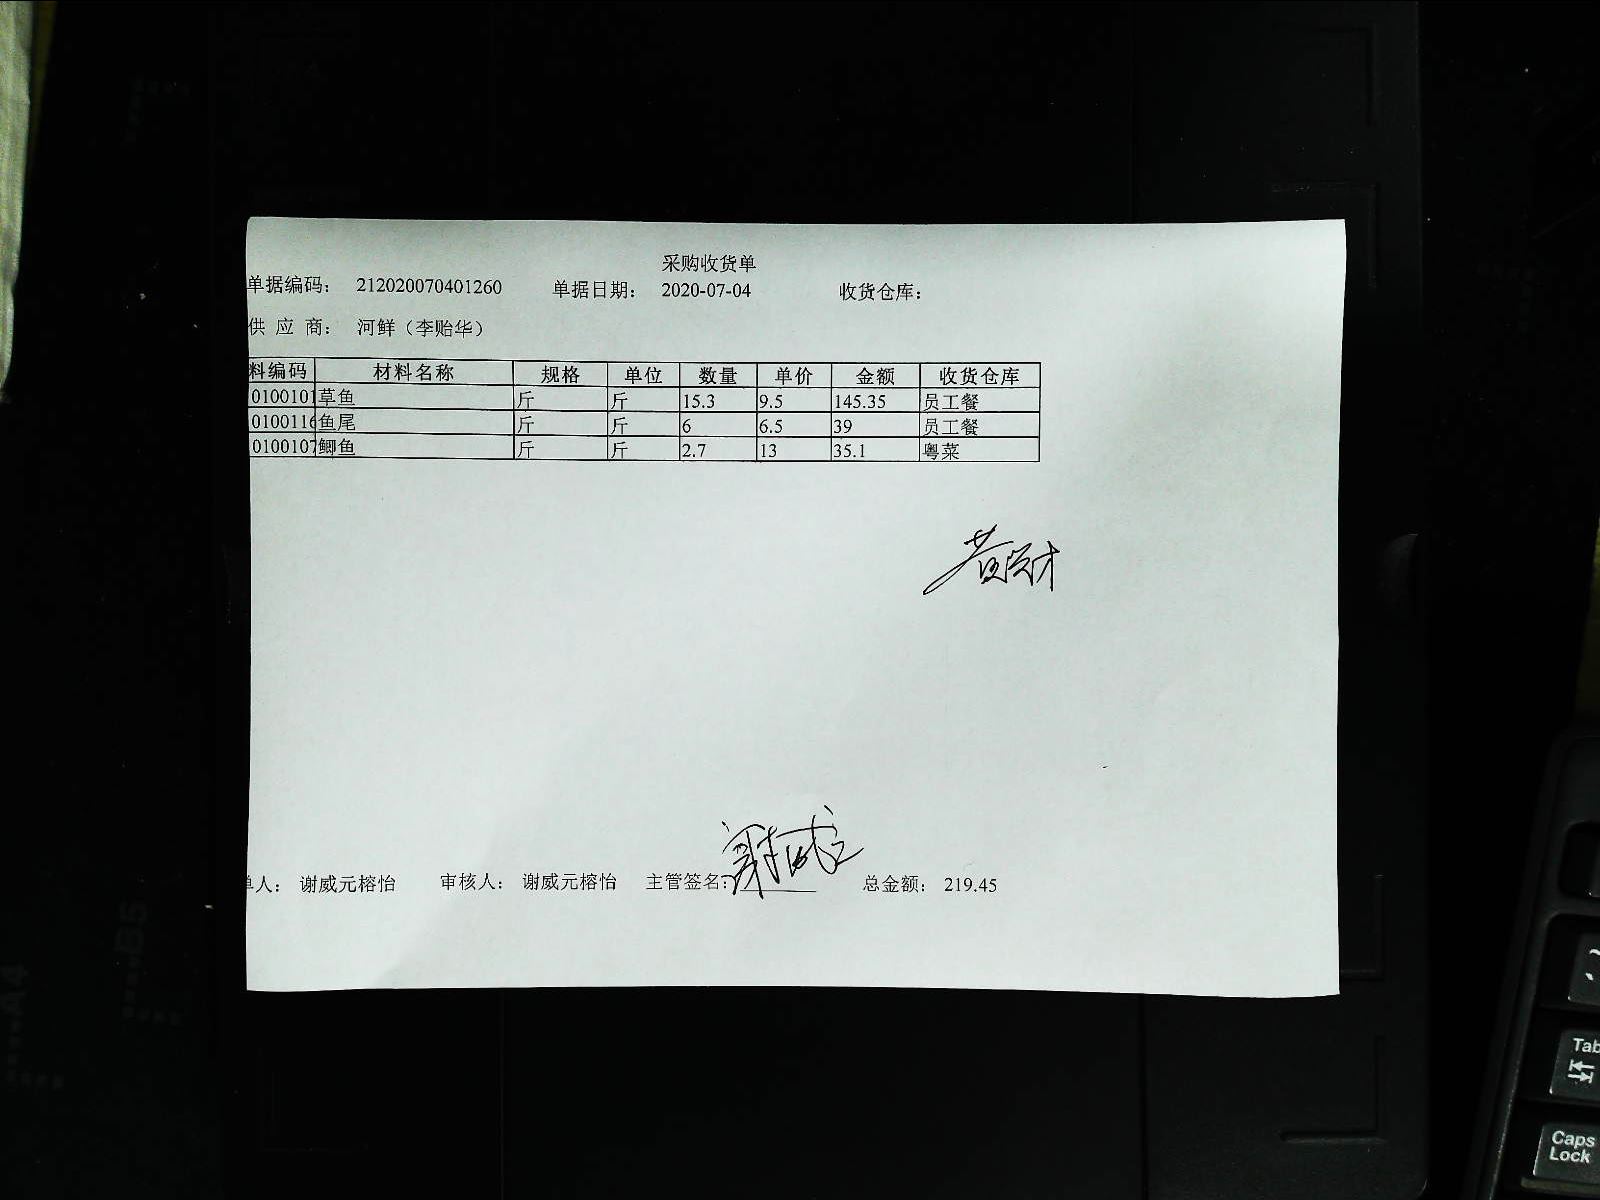 采购收货单
单据编码： 212020070401260 单据日期： 2020-07-04 收货仓库：
供 应 商： 河鲜（李贻华）
料编码 材料名称 规格 单位 数量 单价 金额 收货仓库
0100101 草鱼 斤 斤 15.3 9.5 145.35 员工餐
0100116 鱼尾 斤 斤 6 6.5 39 员工餐
0100107 鲫鱼 斤 斤 2.7 13 35.1 粤菜
单人： 谢威元榕怡 审核人： 谢威元榕怡 主管签名： 总金额： 219.45
B5
A4
Tab
Caps Lock